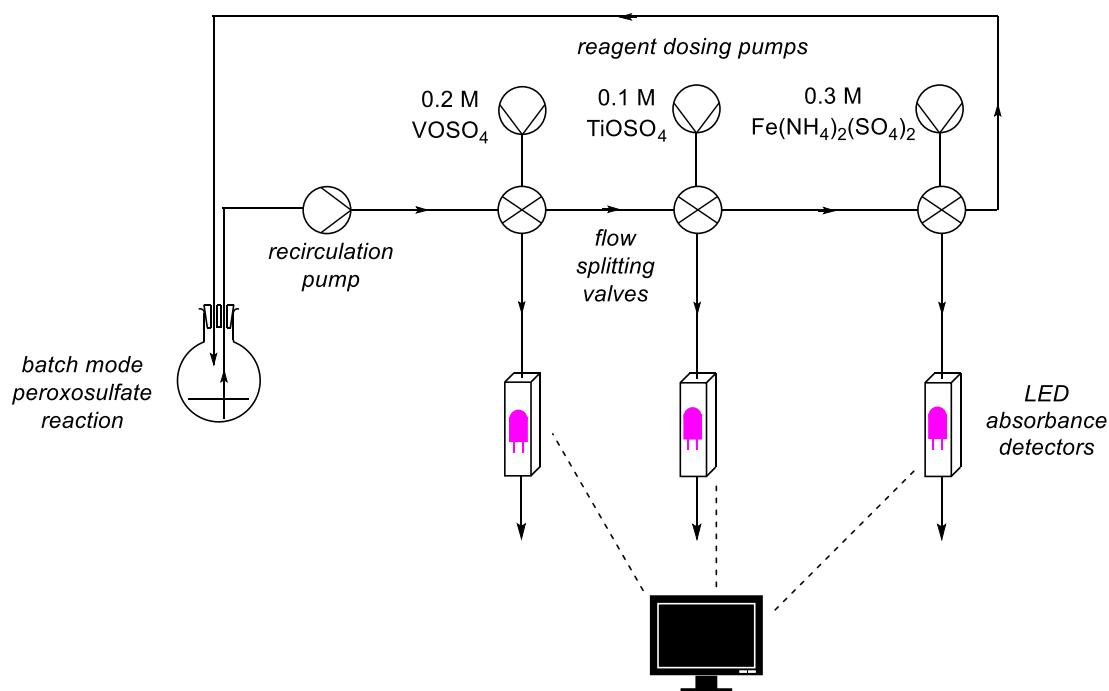 reagent dosing pumps
0.2 M
VOSO4
0.1 M
TiOSO4
0.3 M
Fe(NH4)2(SO4)2
recirculation
pump
flow
splitting
valves
batch mode
peroxosulfate
reaction
LED
absorbance
detectors